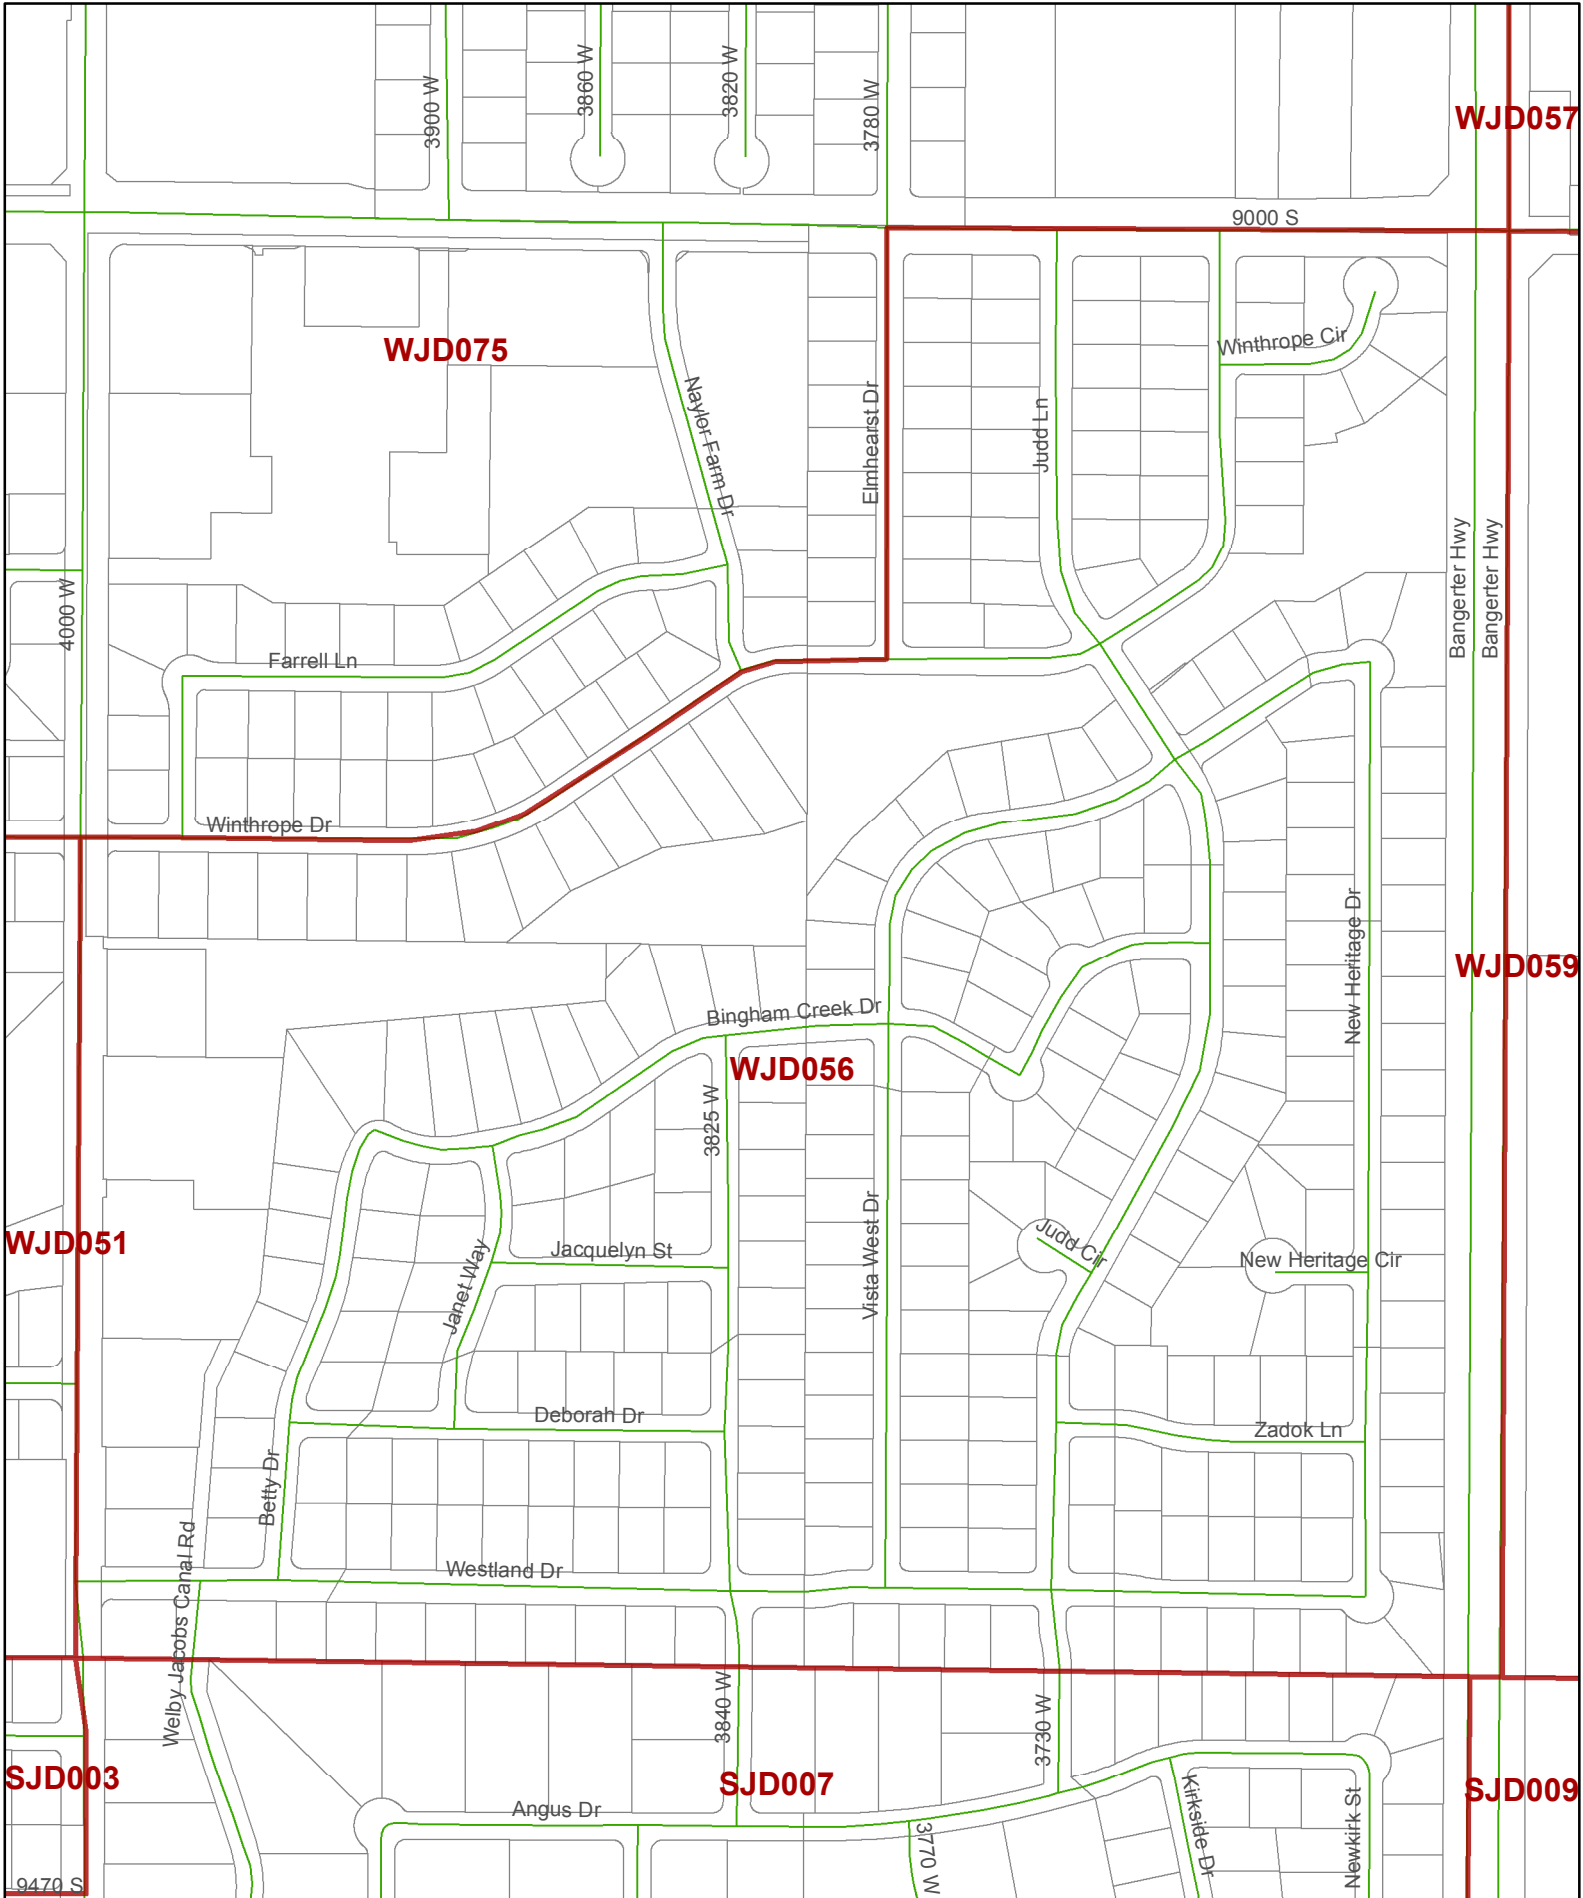 3900 W
3860 W
3820 W
3780 W
WJD057
9000 S
WJD075
Winthrope Cir
Naylor Farm Dr
Elmhearst Dr
Judd Ln
Bangerter Hwy
Bangerter Hwy
4000 W
Farrell Ln
Winthrope Dr
New Heritage Dr
WJD059
Bingham Creek Dr
WJD056
3825 W
WJD051
Jacquelyn St
Janet Way
Vista West Dr
Judd Cir
New Heritage Cir
Deborah Dr
Zadok Ln
Betty Dr
Westland Dr
Welby Jacobs Canal Rd
3840 W
3730 W
SJD003
SJD007
SJD009
Angus Dr
Kirkside Dr
Newkirk St
3770 W
9470 S